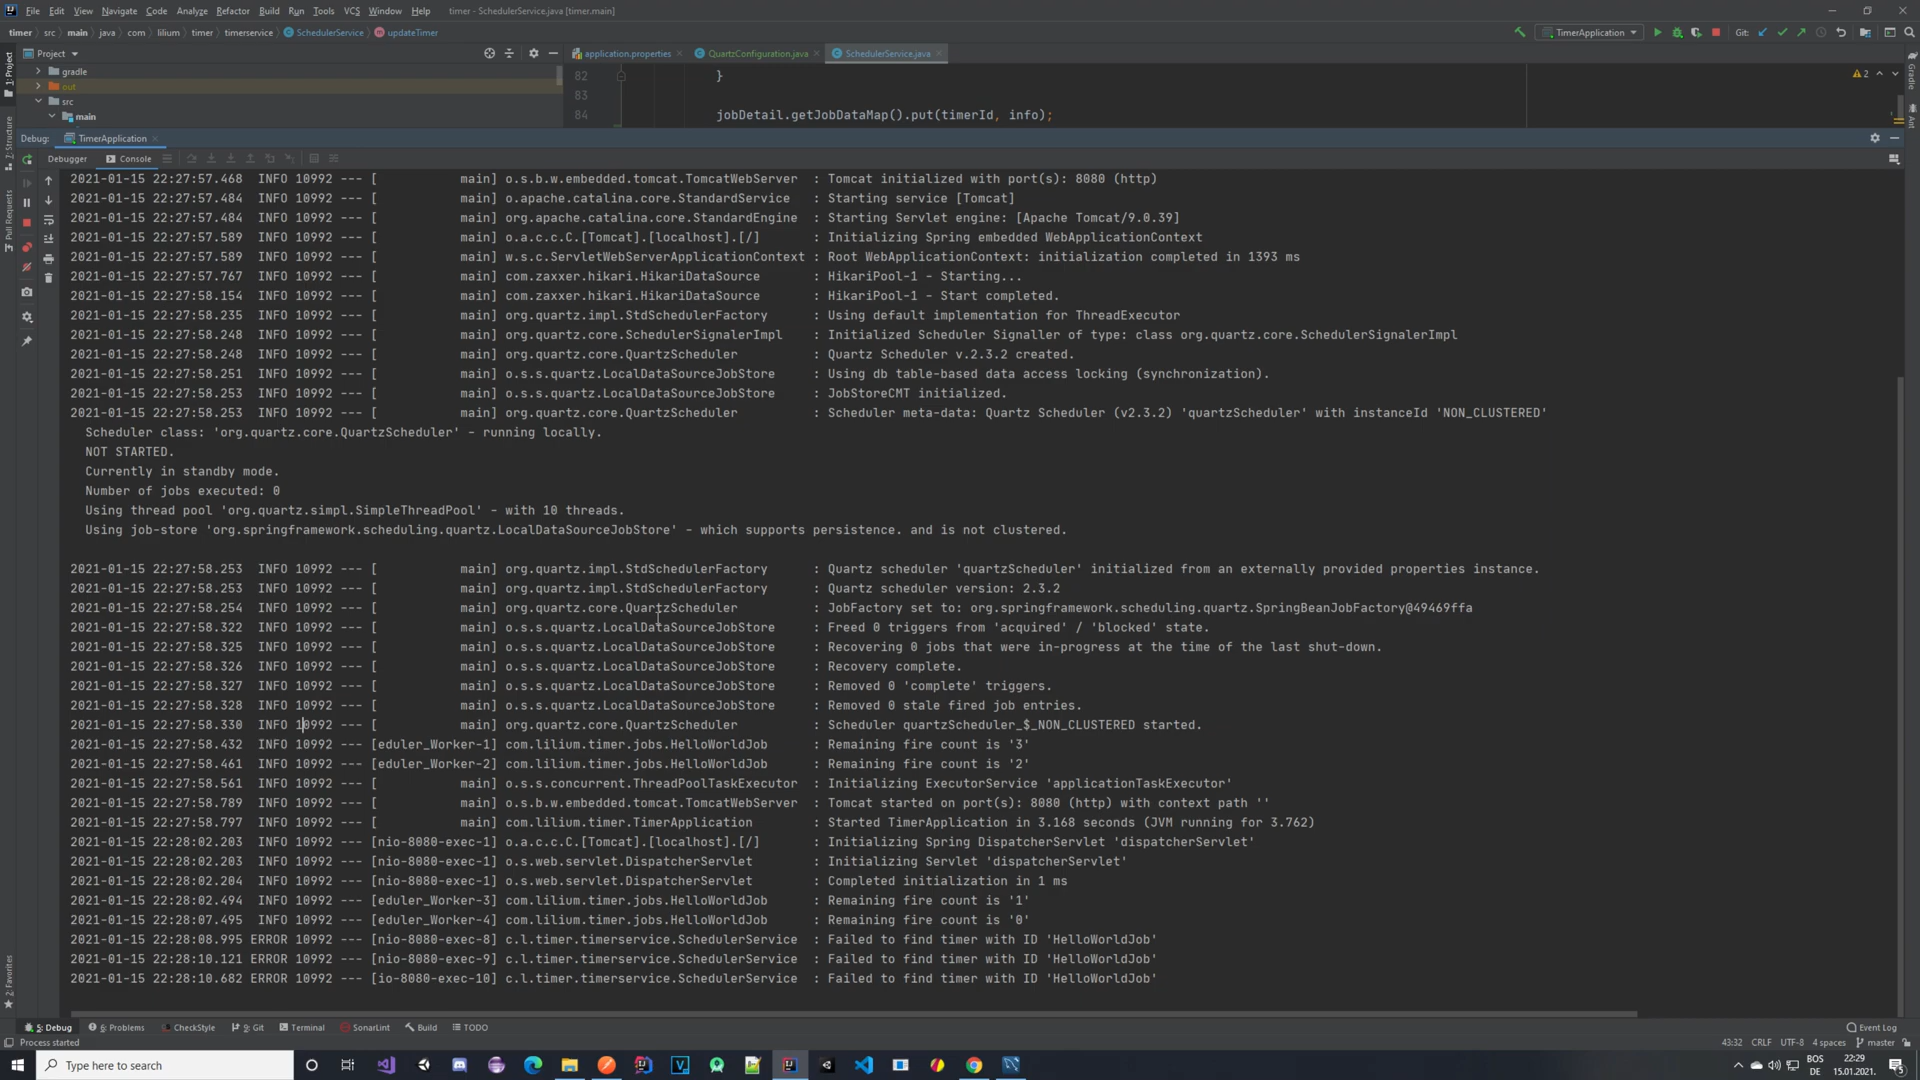 File Edit View Navigate Code Analyze Refactor Build Run Tools VCS Window Help timer - SchedulerService.java [timer.main]
timer src main java com lilium timer timerservice SchedulerService updateTimer TimerApplication Git:
Project application.properties QuartzConfiguration.java SchedulerService.java
gradle
out
src
main
82 }
83
84 jobDetail.getJobDataMap().put(timerId, info);
2
Debug: TimerApplication
Debugger Console
2021-01-15 22:27:57.468 INFO 10992 --- [ main] o.s.b.w.embedded.tomcat.TomcatWebServer : Tomcat initialized with port(s): 8080 (http)
2021-01-15 22:27:57.484 INFO 10992 --- [ main] o.apache.catalina.core.StandardService : Starting service [Tomcat]
2021-01-15 22:27:57.484 INFO 10992 --- [ main] org.apache.catalina.core.StandardEngine : Starting Servlet engine: [Apache Tomcat/9.0.39]
2021-01-15 22:27:57.589 INFO 10992 --- [ main] o.a.c.c.C.[Tomcat].[localhost].[/] : Initializing Spring embedded WebApplicationContext
2021-01-15 22:27:57.589 INFO 10992 --- [ main] w.s.c.ServletWebServerApplicationContext : Root WebApplicationContext: initialization completed in 1393 ms
2021-01-15 22:27:57.767 INFO 10992 --- [ main] com.zaxxer.hikari.HikariDataSource : HikariPool-1 - Starting...
2021-01-15 22:27:58.154 INFO 10992 --- [ main] com.zaxxer.hikari.HikariDataSource : HikariPool-1 - Start completed.
2021-01-15 22:27:58.235 INFO 10992 --- [ main] org.quartz.impl.StdSchedulerFactory : Using default implementation for ThreadExecutor
2021-01-15 22:27:58.248 INFO 10992 --- [ main] org.quartz.core.SchedulerSignalerImpl : Initialized Scheduler Signaller of type: class org.quartz.core.SchedulerSignalerImpl
2021-01-15 22:27:58.248 INFO 10992 --- [ main] org.quartz.core.QuartzScheduler : Quartz Scheduler v.2.3.2 created.
2021-01-15 22:27:58.251 INFO 10992 --- [ main] o.s.s.quartz.LocalDataSourceJobStore : Using db table-based data access locking (synchronization).
2021-01-15 22:27:58.253 INFO 10992 --- [ main] o.s.s.quartz.LocalDataSourceJobStore : JobStoreCMT initialized.
2021-01-15 22:27:58.253 INFO 10992 --- [ main] org.quartz.core.QuartzScheduler : Scheduler meta-data: Quartz Scheduler (v2.3.2) 'quartzScheduler' with instanceId 'NON_CLUSTERED'
Scheduler class: 'org.quartz.core.QuartzScheduler' - running locally.
NOT STARTED.
Currently in standby mode.
Number of jobs executed: 0
Using thread pool 'org.quartz.simpl.SimpleThreadPool' - with 10 threads.
Using job-store 'org.springframework.scheduling.quartz.LocalDataSourceJobStore' - which supports persistence. and is not clustered.
2021-01-15 22:27:58.253 INFO 10992 --- [ main] org.quartz.impl.StdSchedulerFactory : Quartz scheduler 'quartzScheduler' initialized from an externally provided properties instance.
2021-01-15 22:27:58.253 INFO 10992 --- [ main] org.quartz.impl.StdSchedulerFactory : Quartz scheduler version: 2.3.2
2021-01-15 22:27:58.254 INFO 10992 --- [ main] org.quartz.core.QuartzScheduler : JobFactory set to: org.springframework.scheduling.quartz.SpringBeanJobFactory@49469ffa
2021-01-15 22:27:58.322 INFO 10992 --- [ main] o.s.s.quartz.LocalDataSourceJobStore : Freed 0 triggers from 'acquired' / 'blocked' state.
2021-01-15 22:27:58.325 INFO 10992 --- [ main] o.s.s.quartz.LocalDataSourceJobStore : Recovering 0 jobs that were in-progress at the time of the last shut-down.
2021-01-15 22:27:58.326 INFO 10992 --- [ main] o.s.s.quartz.LocalDataSourceJobStore : Recovery complete.
2021-01-15 22:27:58.327 INFO 10992 --- [ main] o.s.s.quartz.LocalDataSourceJobStore : Removed 0 'complete' triggers.
2021-01-15 22:27:58.328 INFO 10992 --- [ main] o.s.s.quartz.LocalDataSourceJobStore : Removed 0 stale fired job entries.
2021-01-15 22:27:58.330 INFO 10992 --- [ main] org.quartz.core.QuartzScheduler : Scheduler quartzScheduler_$_NON_CLUSTERED started.
2021-01-15 22:27:58.432 INFO 10992 --- [eduler_Worker-1] com.lilium.timer.jobs.HelloWorldJob : Remaining fire count is '3'
2021-01-15 22:27:58.461 INFO 10992 --- [eduler_Worker-2] com.lilium.timer.jobs.HelloWorldJob : Remaining fire count is '2'
2021-01-15 22:27:58.561 INFO 10992 --- [ main] o.s.s.concurrent.ThreadPoolTaskExecutor : Initializing ExecutorService 'applicationTaskExecutor'
2021-01-15 22:27:58.789 INFO 10992 --- [ main] o.s.b.w.embedded.tomcat.TomcatWebServer : Tomcat started on port(s): 8080 (http) with context path ''
2021-01-15 22:27:58.797 INFO 10992 --- [ main] com.lilium.timer.TimerApplication : Started TimerApplication in 3.168 seconds (JVM running for 3.762)
2021-01-15 22:28:02.203 INFO 10992 --- [nio-8080-exec-1] o.a.c.c.C.[Tomcat].[localhost].[/] : Initializing Spring DispatcherServlet 'dispatcherServlet'
2021-01-15 22:28:02.203 INFO 10992 --- [nio-8080-exec-1] o.s.web.servlet.DispatcherServlet : Initializing Servlet 'dispatcherServlet'
2021-01-15 22:28:02.204 INFO 10992 --- [nio-8080-exec-1] o.s.web.servlet.DispatcherServlet : Completed initialization in 1 ms
2021-01-15 22:28:02.494 INFO 10992 --- [eduler_Worker-3] com.lilium.timer.jobs.HelloWorldJob : Remaining fire count is '1'
2021-01-15 22:28:07.495 INFO 10992 --- [eduler_Worker-4] com.lilium.timer.jobs.HelloWorldJob : Remaining fire count is '0'
2021-01-15 22:28:08.995 ERROR 10992 --- [nio-8080-exec-8] c.l.timer.timerservice.SchedulerService : Failed to find timer with ID 'HelloWorldJob'
2021-01-15 22:28:10.121 ERROR 10992 --- [nio-8080-exec-9] c.l.timer.timerservice.SchedulerService : Failed to find timer with ID 'HelloWorldJob'
2021-01-15 22:28:10.682 ERROR 10992 --- [io-8080-exec-10] c.l.timer.timerservice.SchedulerService : Failed to find timer with ID 'HelloWorldJob'
1: Project
7: Structure
Pull Requests
2: Favorites
Gradle
Ant
5: Debug 6: Problems CheckStyle 9: Git Terminal SonarLint Build TODO Event Log
Process started 43:32 CRLF UTF-8 4 spaces master
Type here to search
BOS 22:29
DE 15.01.2021.
5